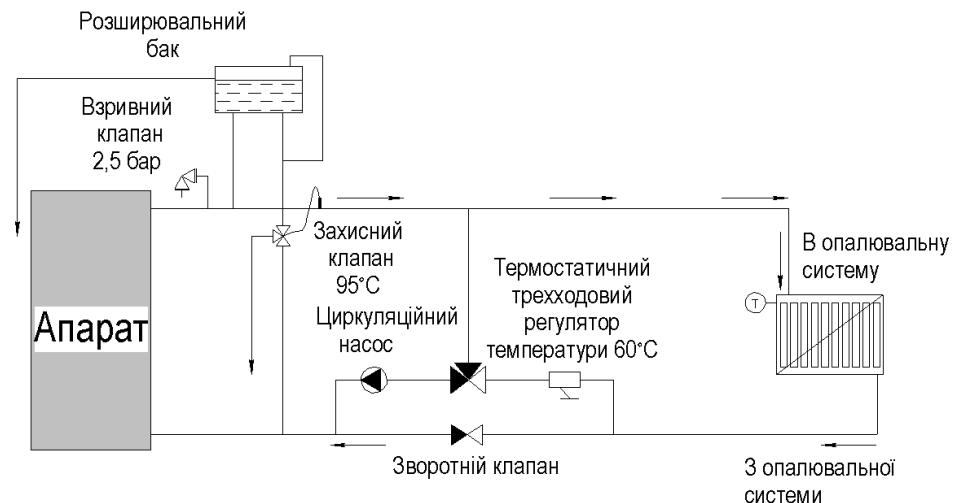 Розширювальний
бак
Взривний
клапан
2,5 бар
Захисний
клапан
95°С
Циркуляційний
насос
Термостатичний
трехходовий
регулятор
температури 60°С
В опалювальну
систему
Т
Апарат
Зворотній клапан
З опалювальної
системи